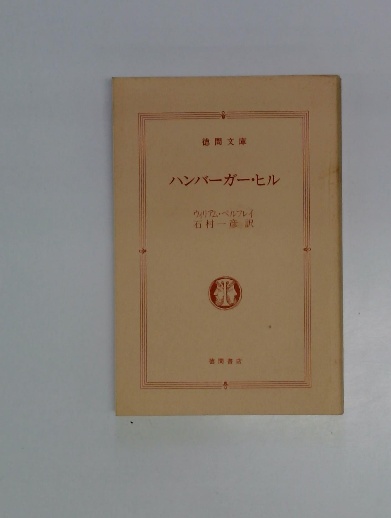 徳間文庫
ハンバーガー・ヒル
ウィリアム・ペルフレイ
石村一彦 訳
徳間書店